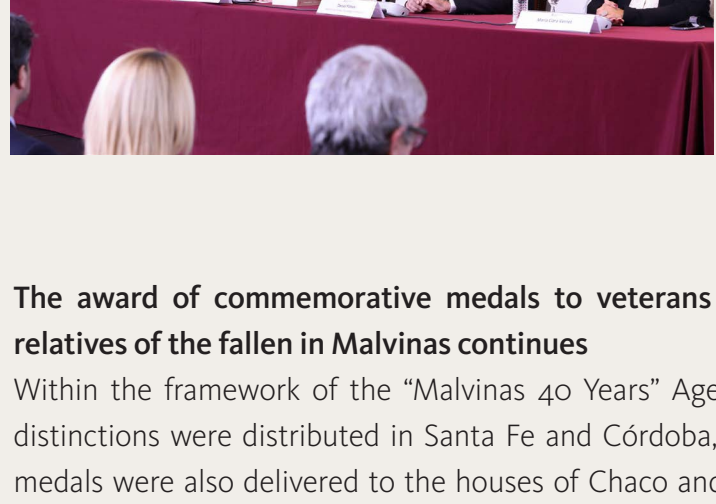 The award of commemorative medals to veterans
relatives of the fallen in Malvinas continues
Within the framework of the “Malvinas 40 Years” Age
distinctions were distributed in Santa Fe and Córdoba,
medals were also delivered to the houses of Chaco and